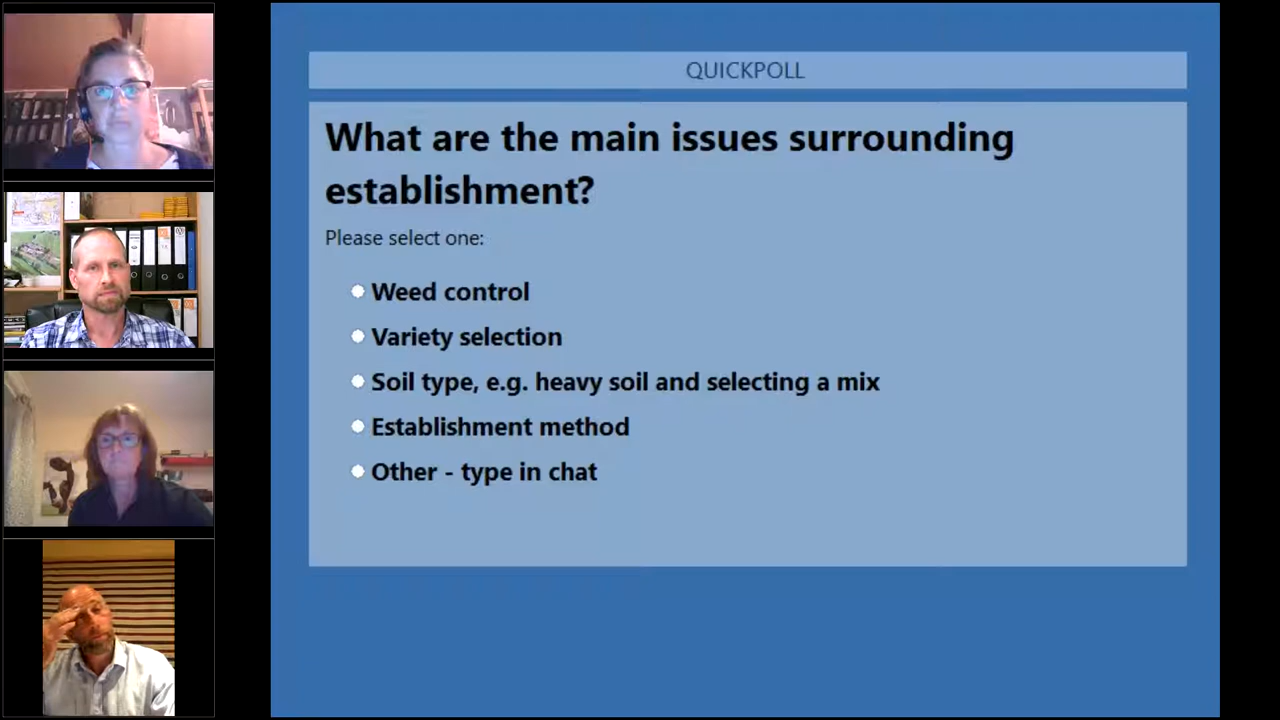 QUICKPOLL
What are the main issues surrounding
establishment?
Please select one:
Weed control
Variety selection
Soil type, e.g. heavy soil and selecting a mix
Establishment method
Other - type in chat